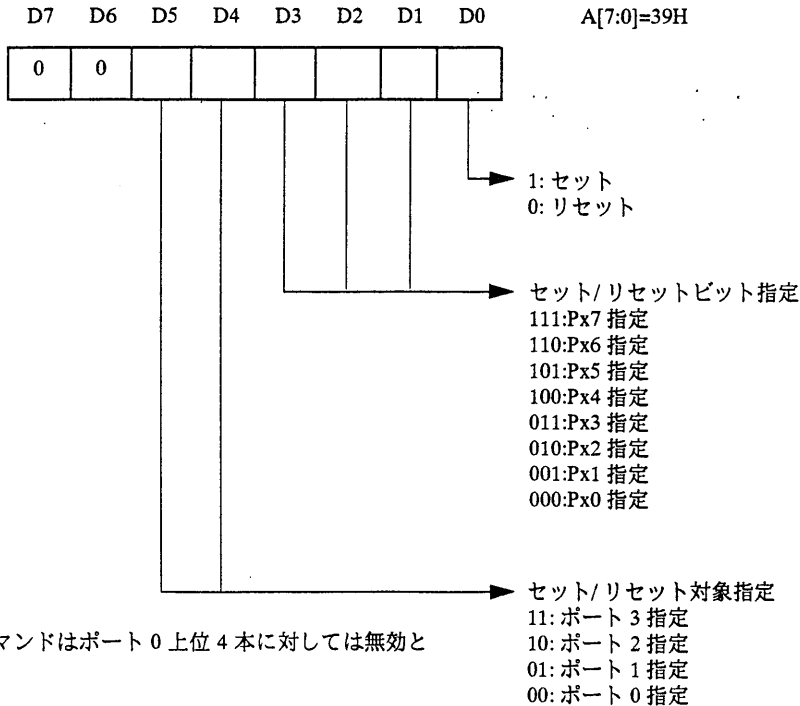 D7 D6 D5 D4 D3 D2 D1 D0 A[7:0]=39H
0 0
1: セット
0: リセット
セット/ リセットビット指定
111:Px7 指定
110:Px6 指定
101:Px5 指定
100:Px4 指定
011:Px3 指定
010:Px2 指定
001:Px1 指定
000:Px0 指定
セット/ リセット対象指定
11: ポート 3 指定
10: ポート 2 指定
01: ポート 1 指定
00: ポート 0 指定
マンドはポート 0 上位 4 本に対しては無効と